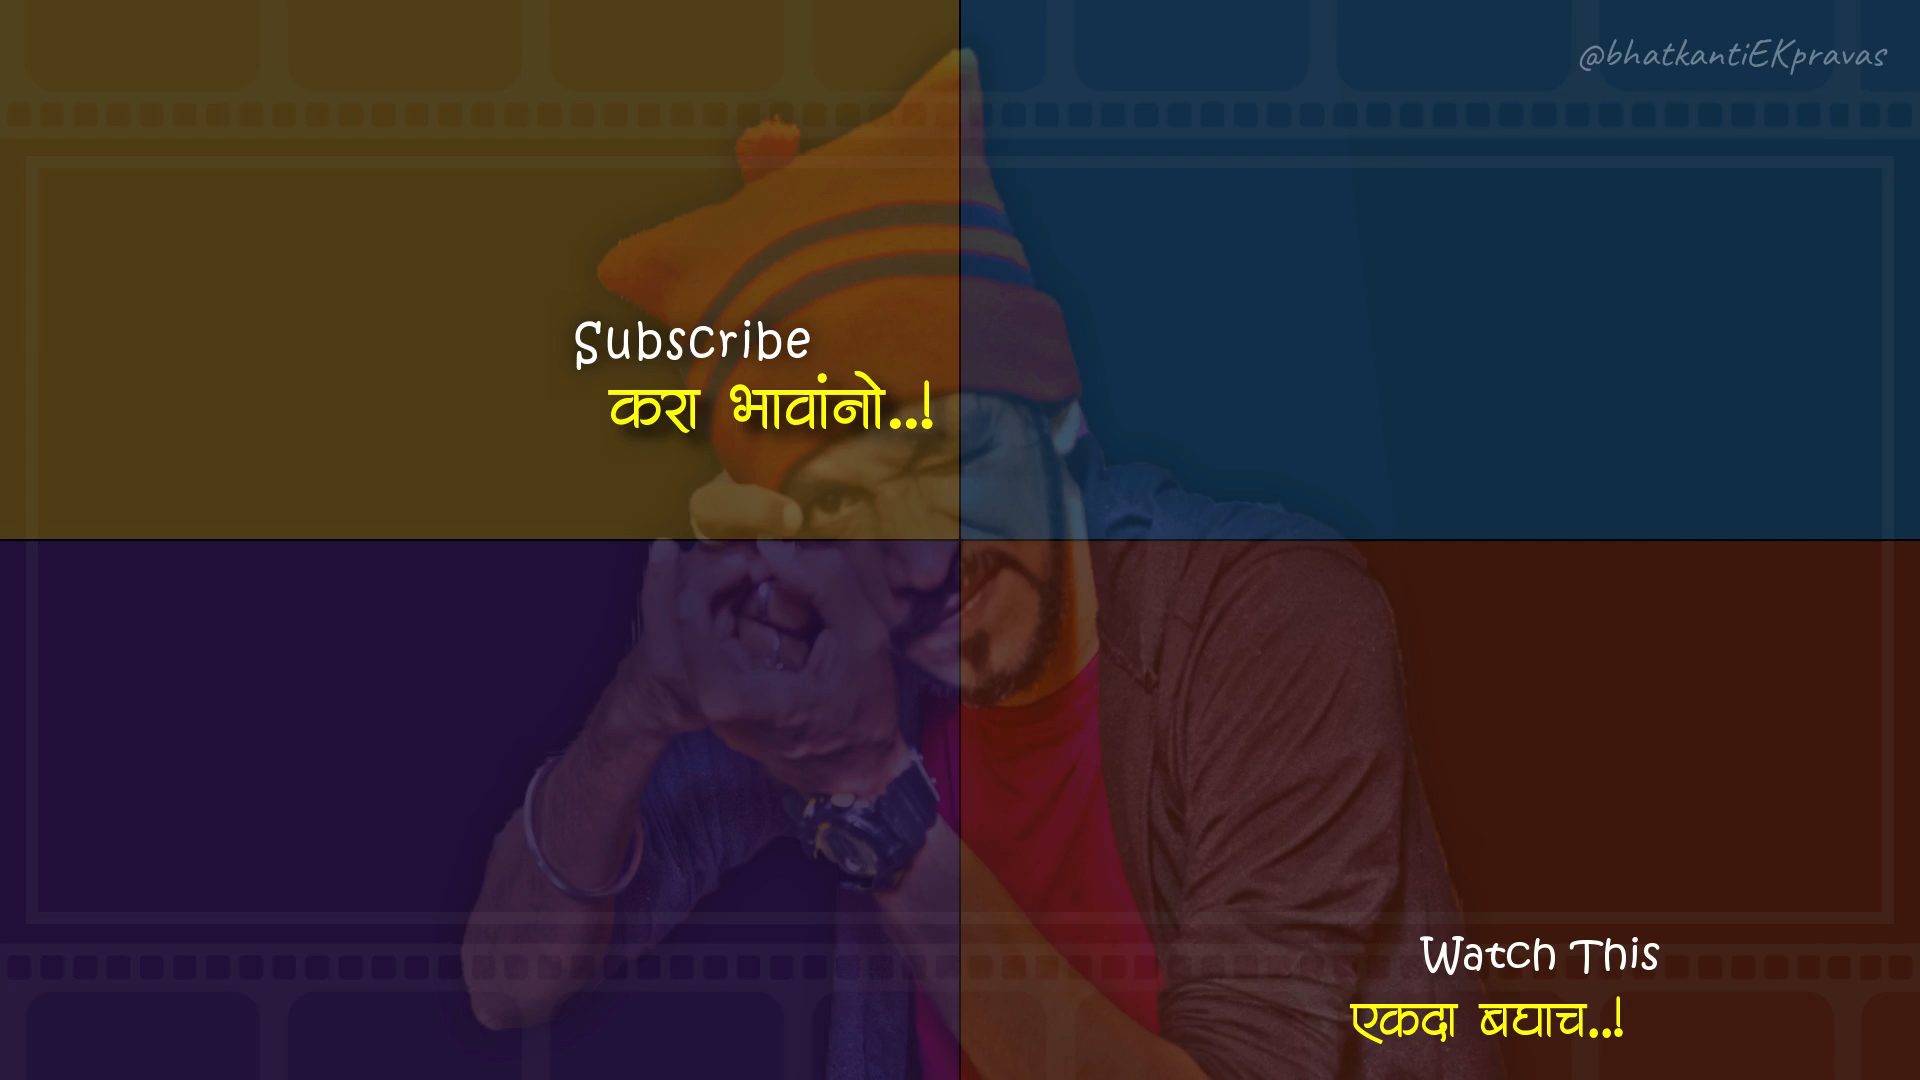 @bhatkantiEKpravas
Subscribe
करा भावांनो..!
Watch This
एकदा बघाच..!